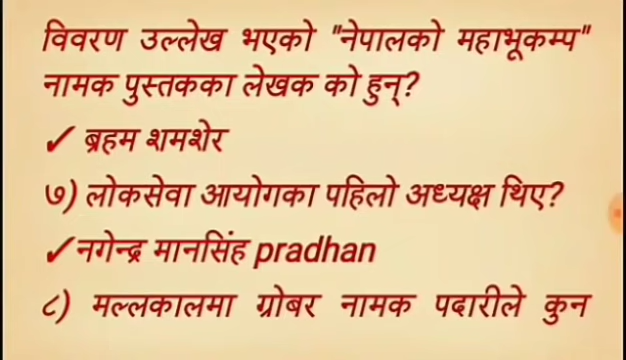 विवरण उल्लेख भएको "नेपालको महाभूकम्प"
नामक पुस्तकका लेखक को हुन्?
✓ ब्रहम शमशेर
७) लोकसेवा आयोगका पहिलो अध्यक्ष थिए?
✓नगेन्द्र मानसिंह pradhan
८) मल्लकालमा ग्रोबर नामक पदारीले कुन